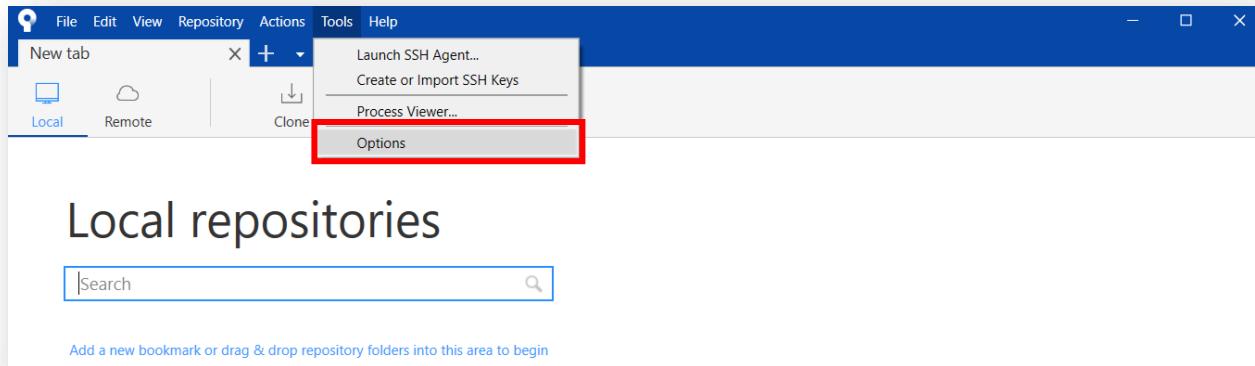 File Edit View Repository Actions Tools Help
New tab
Launch SSH Agent...
Create or Import SSH Keys
Process Viewer...
Options
Local Remote Clone
Local repositories
Search
Add a new bookmark or drag & drop repository folders into this area to begin